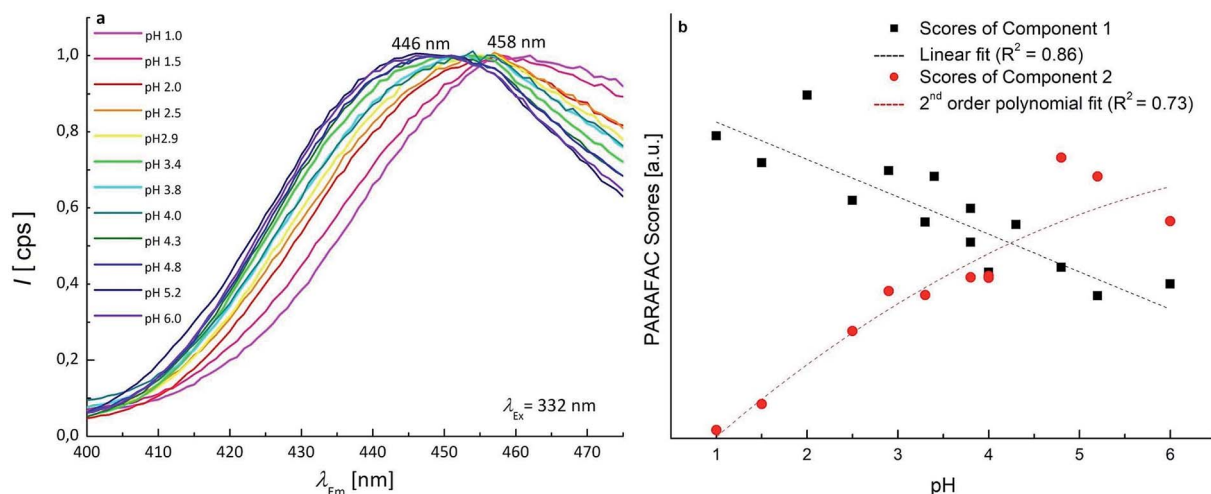 a
pH 1.0
pH 1.5
pH 2.0
pH 2.5
pH2.9
pH 3.4
pH 3.8
pH 4.0
pH 4.3
pH 4.8
pH 5.2
pH 6.0
446 nm
458 nm
1,0
0,8
0,6
0,4
0,2
0,0
I [cps]
λEx = 332 nm
400 410 420 430 440 450 460 470
λEm [nm]
b
Scores of Component 1
Linear fit (R² = 0.86)
Scores of Component 2
2nd order polynomial fit (R² = 0.73)
PARAFAC Scores [a.u.]
1 2 3 4 5 6
pH